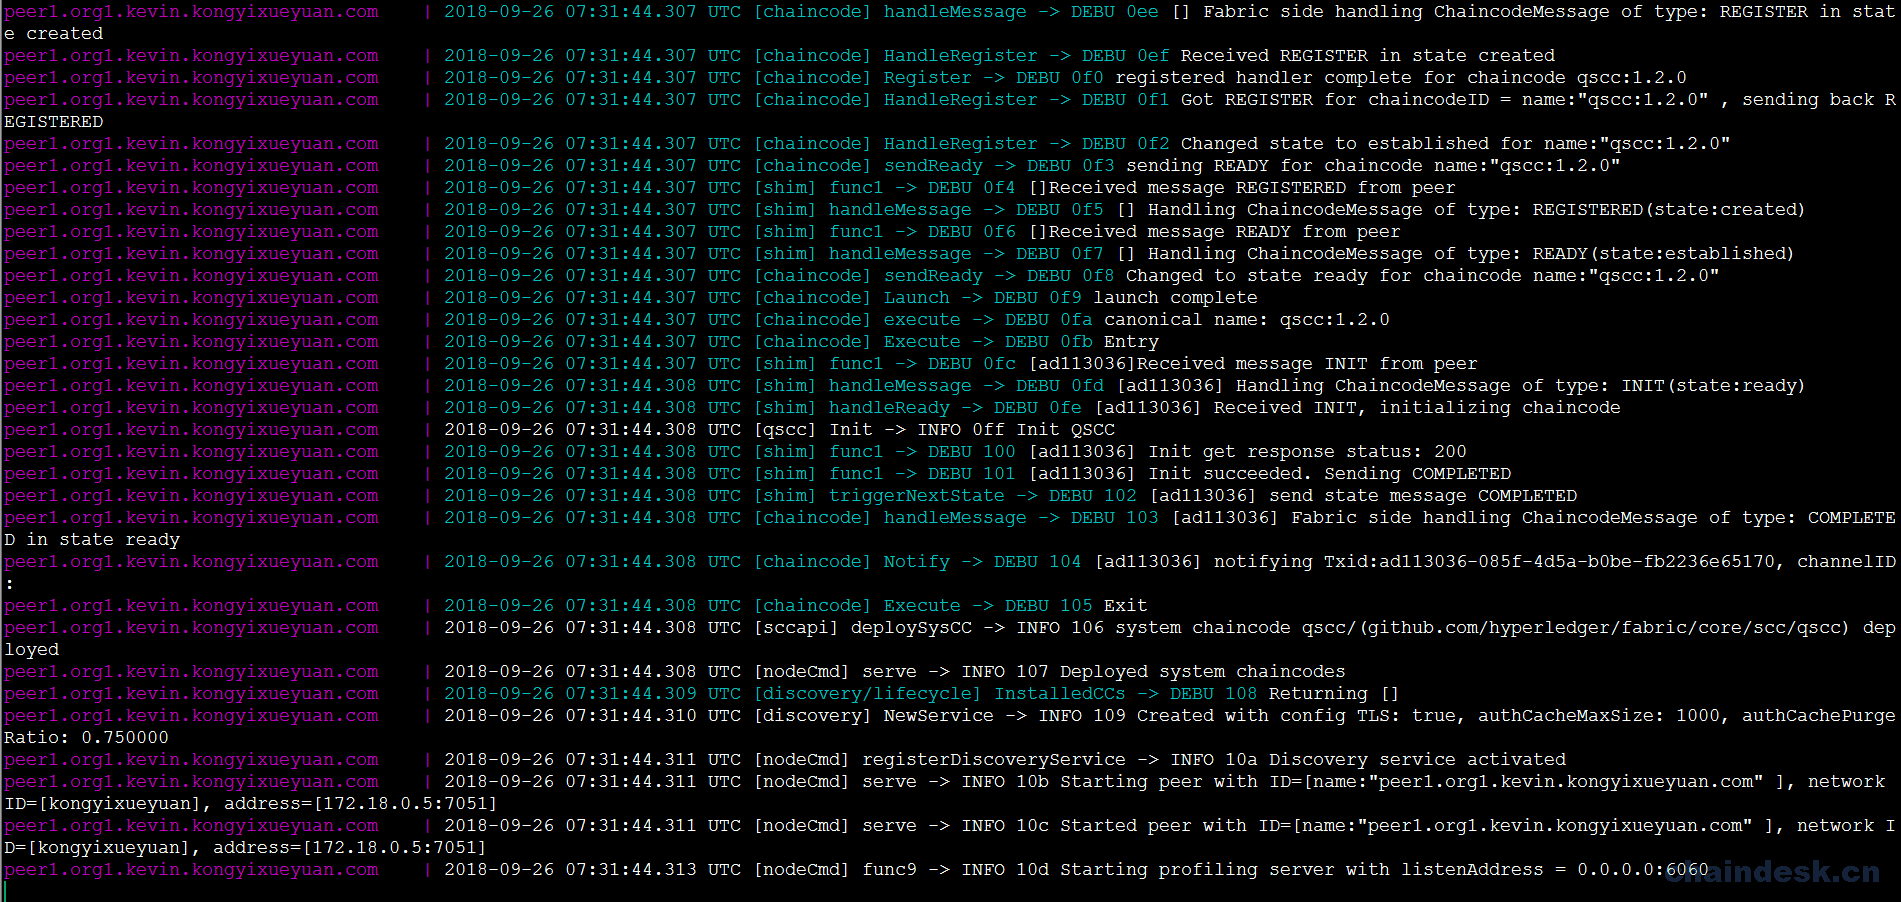 peer1.org1.kevin.kongyixueyuan.com    | 2018-09-26 07:31:44.307 UTC [chaincode] handleMessage -> DEBU 0ee [] Fabric side handling ChaincodeMessage of type: REGISTER in stat
e created
peer1.org1.kevin.kongyixueyuan.com    | 2018-09-26 07:31:44.307 UTC [chaincode] HandleRegister -> DEBU 0ef Received REGISTER in state created
peer1.org1.kevin.kongyixueyuan.com    | 2018-09-26 07:31:44.307 UTC [chaincode] Register -> DEBU 0f0 registered handler complete for chaincode qscc:1.2.0
peer1.org1.kevin.kongyixueyuan.com    | 2018-09-26 07:31:44.307 UTC [chaincode] HandleRegister -> DEBU 0f1 Got REGISTER for chaincodeID = name:"qscc:1.2.0" , sending back R
EGISTERED
peer1.org1.kevin.kongyixueyuan.com    | 2018-09-26 07:31:44.307 UTC [chaincode] HandleRegister -> DEBU 0f2 Changed state to established for name:"qscc:1.2.0"
peer1.org1.kevin.kongyixueyuan.com    | 2018-09-26 07:31:44.307 UTC [chaincode] sendReady -> DEBU 0f3 sending READY for chaincode name:"qscc:1.2.0"
peer1.org1.kevin.kongyixueyuan.com    | 2018-09-26 07:31:44.307 UTC [shim] func1 -> DEBU 0f4 []Received message REGISTERED from peer
peer1.org1.kevin.kongyixueyuan.com    | 2018-09-26 07:31:44.307 UTC [shim] handleMessage -> DEBU 0f5 [] Handling ChaincodeMessage of type: REGISTERED(state:created)
peer1.org1.kevin.kongyixueyuan.com    | 2018-09-26 07:31:44.307 UTC [shim] func1 -> DEBU 0f6 []Received message READY from peer
peer1.org1.kevin.kongyixueyuan.com    | 2018-09-26 07:31:44.307 UTC [shim] handleMessage -> DEBU 0f7 [] Handling ChaincodeMessage of type: READY(state:established)
peer1.org1.kevin.kongyixueyuan.com    | 2018-09-26 07:31:44.307 UTC [chaincode] sendReady -> DEBU 0f8 Changed to state ready for chaincode name:"qscc:1.2.0"
peer1.org1.kevin.kongyixueyuan.com    | 2018-09-26 07:31:44.307 UTC [chaincode] Launch -> DEBU 0f9 launch complete
peer1.org1.kevin.kongyixueyuan.com    | 2018-09-26 07:31:44.307 UTC [chaincode] execute -> DEBU 0fa canonical name: qscc:1.2.0
peer1.org1.kevin.kongyixueyuan.com    | 2018-09-26 07:31:44.307 UTC [chaincode] Execute -> DEBU 0fb Entry
peer1.org1.kevin.kongyixueyuan.com    | 2018-09-26 07:31:44.307 UTC [shim] func1 -> DEBU 0fc [ad113036]Received message INIT from peer
peer1.org1.kevin.kongyixueyuan.com    | 2018-09-26 07:31:44.308 UTC [shim] handleMessage -> DEBU 0fd [ad113036] Handling ChaincodeMessage of type: INIT(state:ready)
peer1.org1.kevin.kongyixueyuan.com    | 2018-09-26 07:31:44.308 UTC [shim] handleReady -> DEBU 0fe [ad113036] Received INIT, initializing chaincode
peer1.org1.kevin.kongyixueyuan.com    | 2018-09-26 07:31:44.308 UTC [qscc] Init -> INFO 0ff Init QSCC
peer1.org1.kevin.kongyixueyuan.com    | 2018-09-26 07:31:44.308 UTC [shim] func1 -> DEBU 100 [ad113036] Init get response status: 200
peer1.org1.kevin.kongyixueyuan.com    | 2018-09-26 07:31:44.308 UTC [shim] func1 -> DEBU 101 [ad113036] Init succeeded. Sending COMPLETED
peer1.org1.kevin.kongyixueyuan.com    | 2018-09-26 07:31:44.308 UTC [shim] triggerNextState -> DEBU 102 [ad113036] send state message COMPLETED
peer1.org1.kevin.kongyixueyuan.com    | 2018-09-26 07:31:44.308 UTC [chaincode] handleMessage -> DEBU 103 [ad113036] Fabric side handling ChaincodeMessage of type: COMPLETE
D in state ready
peer1.org1.kevin.kongyixueyuan.com    | 2018-09-26 07:31:44.308 UTC [chaincode] Notify -> DEBU 104 [ad113036] notifying Txid:ad113036-085f-4d5a-b0be-fb2236e65170, channelID
:
peer1.org1.kevin.kongyixueyuan.com    | 2018-09-26 07:31:44.308 UTC [chaincode] Execute -> DEBU 105 Exit
peer1.org1.kevin.kongyixueyuan.com    | 2018-09-26 07:31:44.308 UTC [sccapi] deploySysCC -> INFO 106 system chaincode qscc/(github.com/hyperledger/fabric/core/scc/qscc) dep
loyed
peer1.org1.kevin.kongyixueyuan.com    | 2018-09-26 07:31:44.308 UTC [nodeCmd] serve -> INFO 107 Deployed system chaincodes
peer1.org1.kevin.kongyixueyuan.com    | 2018-09-26 07:31:44.309 UTC [discovery/lifecycle] InstalledCCs -> DEBU 108 Returning []
peer1.org1.kevin.kongyixueyuan.com    | 2018-09-26 07:31:44.310 UTC [discovery] NewService -> INFO 109 Created with config TLS: true, authCacheMaxSize: 1000, authCachePurge
Ratio: 0.750000
peer1.org1.kevin.kongyixueyuan.com    | 2018-09-26 07:31:44.311 UTC [nodeCmd] registerDiscoveryService -> INFO 10a Discovery service activated
peer1.org1.kevin.kongyixueyuan.com    | 2018-09-26 07:31:44.311 UTC [nodeCmd] serve -> INFO 10b Starting peer with ID=[name:"peer1.org1.kevin.kongyixueyuan.com" ], network
ID=[kongyixueyuan], address=[172.18.0.5:7051]
peer1.org1.kevin.kongyixueyuan.com    | 2018-09-26 07:31:44.311 UTC [nodeCmd] serve -> INFO 10c Started peer with ID=[name:"peer1.org1.kevin.kongyixueyuan.com" ], network I
D=[kongyixueyuan], address=[172.18.0.5:7051]
peer1.org1.kevin.kongyixueyuan.com    | 2018-09-26 07:31:44.313 UTC [nodeCmd] func9 -> INFO 10d Starting profiling server with listenAddress = 0.0.0.0:6060
chaindesk.cn